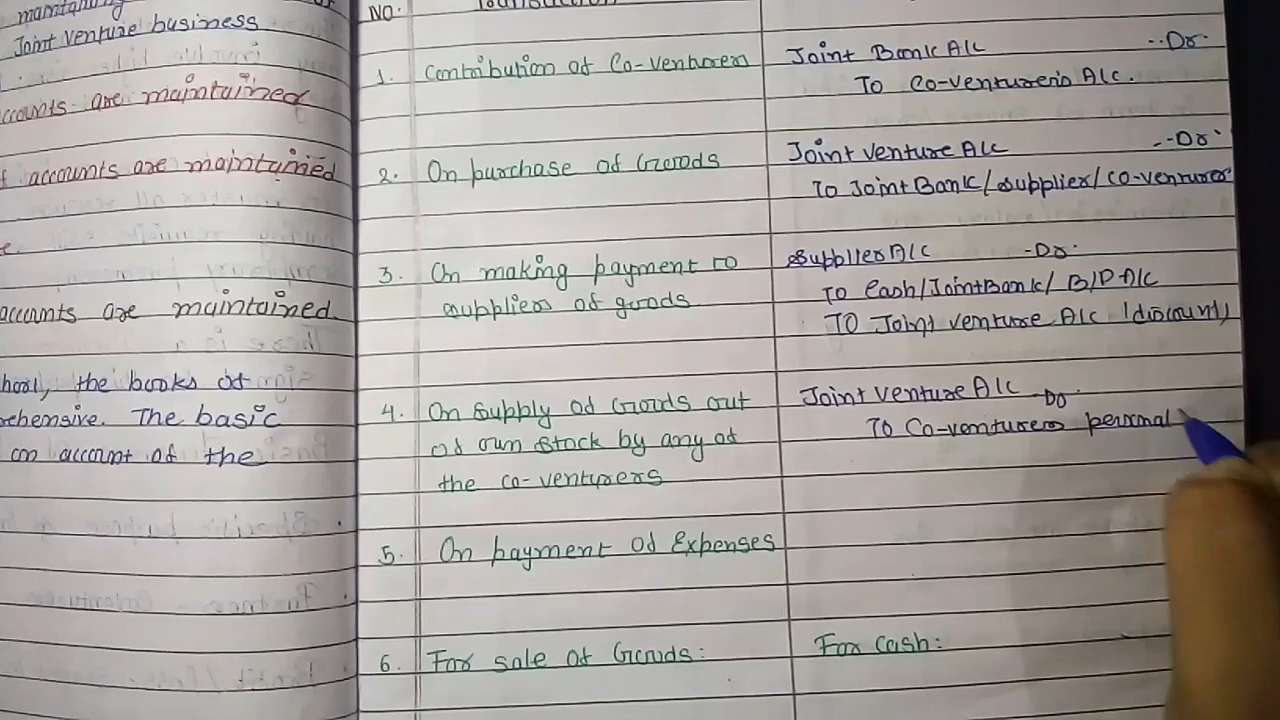 Joint venture business
accounts are maintained
accounts are maintained
accounts are maintained.
the books of
The basic
on account of the
NO.
1. Contribution of Co-venturers
Joint Bank A/c --Dr.
To Co-venturer's A/c.
2. On purchase of Goods
Joint venture A/c --Dr.
To Joint Bank/supplier/co-venturer
3. On making payment to
suppliers of goods
Supplier A/c -Dr.
To Cash/Joint Bank/ B/P A/c
To Joint venture A/c (discount)
4. On supply of Goods out
of own stock by any of
the co-venturers
Joint venture A/c Dr.
To Co-venturers personal
5. On payment of Expenses
6. For sale of Goods:
For cash: